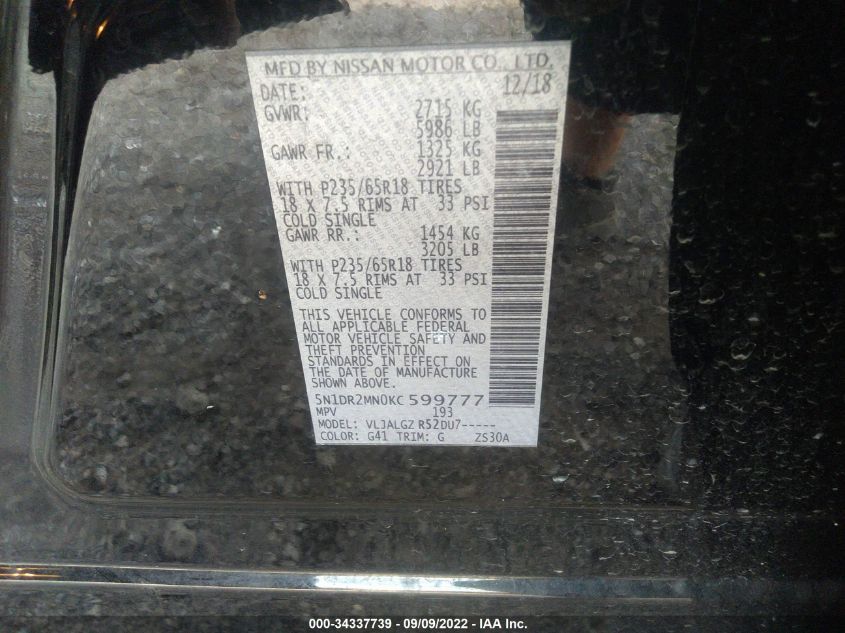 MFD BY NISSAN MOTOR CO., LTD.
DATE: 12/18
GVWR: 2715 KG
5986 LB
GAWR FR.: 1325 KG
2921 LB
WITH P235/65R18 TIRES
18 X 7.5 RIMS AT 33 PSI
COLD SINGLE
GAWR RR.: 1454 KG
3205 LB
WITH P235/65R18 TIRES
18 X 7.5 RIMS AT 33 PSI
COLD SINGLE
THIS VEHICLE CONFORMS TO
ALL APPLICABLE FEDERAL
MOTOR VEHICLE SAFETY AND
THEFT PREVENTION
STANDARDS IN EFFECT ON
THE DATE OF MANUFACTURE
SHOWN ABOVE.
5N1DR2MN0KC599777
MPV 193
MODEL: VLJALGZ R52DU7-----
COLOR: G41 TRIM: G ZS30A
000-34337739 - 09/09/2022 - IAA Inc.